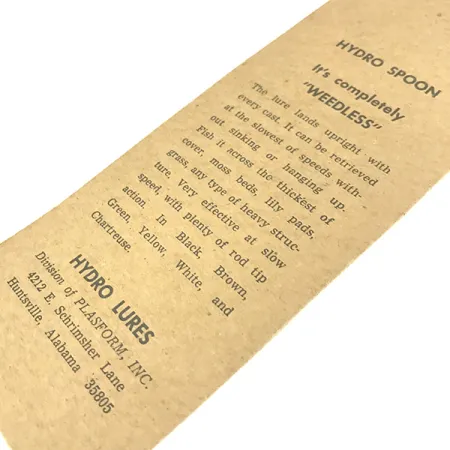 HYDRO SPOON
It's completely
"WEEDLESS"
The lure lands upright with
every cast. It can be retrieved
at the slowest of speeds with-
out sinking or hanging up.
Fish it across the thickest of
cover, moss beds, lily pads,
grass, any type of heavy struc-
ture. Very effective at slow
speed, with plenty of rod tip
action. In Black, Brown,
Green, Yellow, White, and
Chartreuse.
HYDRO LURES
Division of PLASFORM, INC.
4212 E. Schrimsher Lane
Huntsville, Alabama
35805